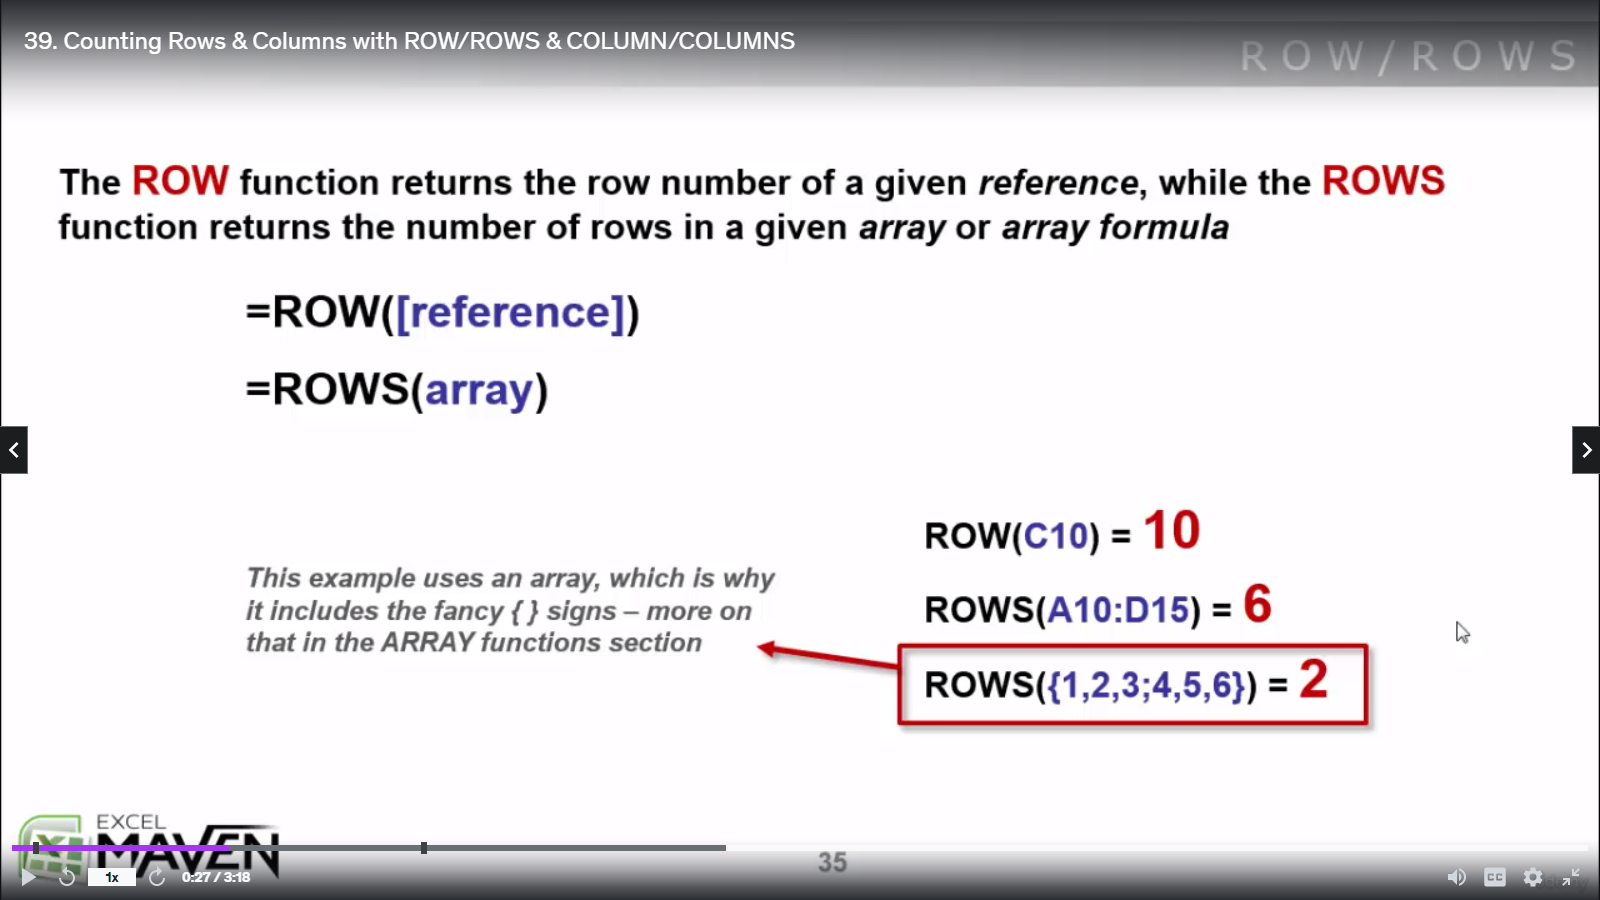 39. Counting Rows & Columns with ROW/ROWS & COLUMN/COLUMNS
ROW/ROWS
The ROW function returns the row number of a given reference, while the ROWS
function returns the number of rows in a given array or array formula
=ROW([reference])
=ROWS(array)
ROW(C10) = 10
ROWS(A10:D15) = 6
ROWS({1,2,3;4,5,6}) = 2
This example uses an array, which is why
it includes the fancy { } signs – more on
that in the ARRAY functions section
EXCEL
MAVEN
35
1x
0:27 / 3:18
CC